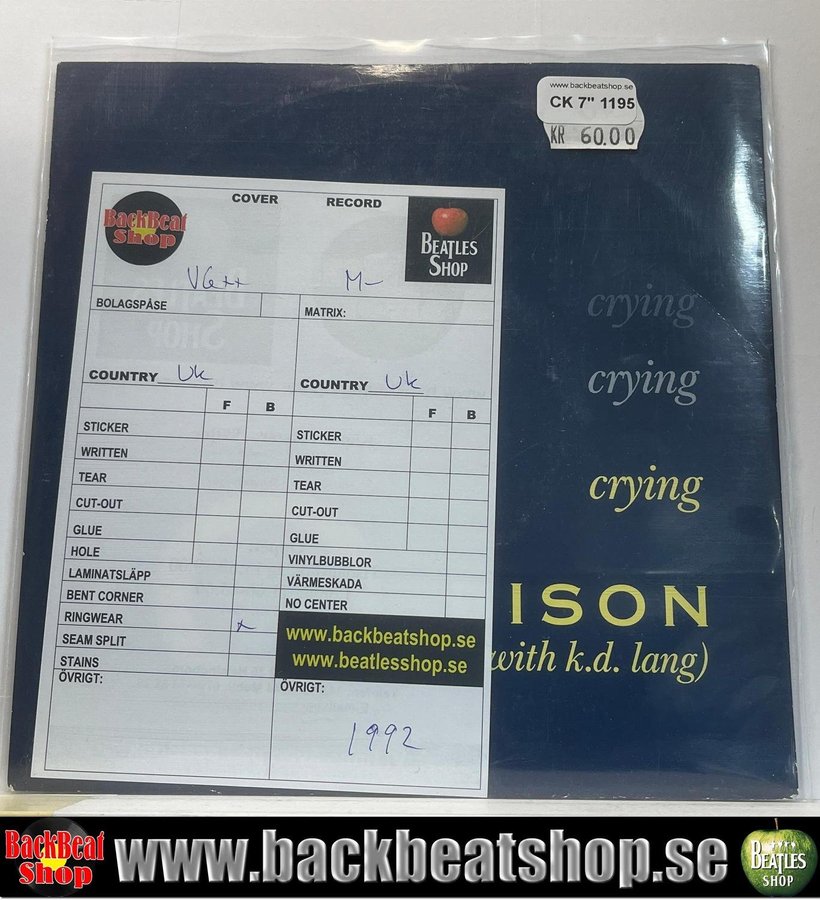 www.backbeatshop.se
CK 7" 1195
KR 60.00
BackBeat
Shop
COVER
RECORD
BEATLES
SHOP
VG++
M-
BOLAGSPÅSE
MATRIX:
COUNTRY Uk
COUNTRY Uk
F B
F B
STICKER
WRITTEN
TEAR
CUT-OUT
GLUE
HOLE
LAMINATSLÄPP
BENT CORNER
RINGWEAR x
SEAM SPLIT
STAINS
ÖVRIGT:
STICKER
WRITTEN
TEAR
CUT-OUT
GLUE
VINYLBUBBLOR
VÄRMESKADA
NO CENTER
www.backbeatshop.se
www.beatlesshop.se
ÖVRIGT:
1992
crying
crying
crying
ISON
with k.d. lang)
BackBeat
Shop
www.backbeatshop.se
BEATLES
SHOP